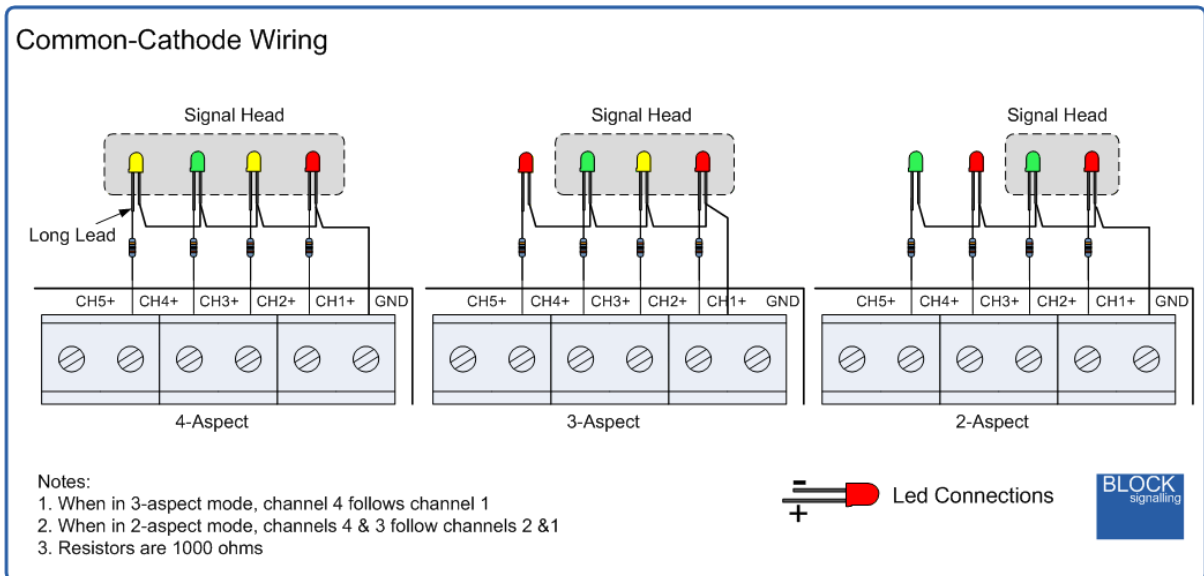 Common-Cathode Wiring
Signal Head
Signal Head
Signal Head
Long Lead
CH5+ CH4+ CH3+ CH2+ CH1+ GND
CH5+ CH4+ CH3+ CH2+ CH1+ GND
CH5+ CH4+ CH3+ CH2+ CH1+ GND
4-Aspect
3-Aspect
2-Aspect
Notes:
1. When in 3-aspect mode, channel 4 follows channel 1
2. When in 2-aspect mode, channels 4 & 3 follow channels 2 &1
3. Resistors are 1000 ohms
-
+
Led Connections
BLOCK
signalling